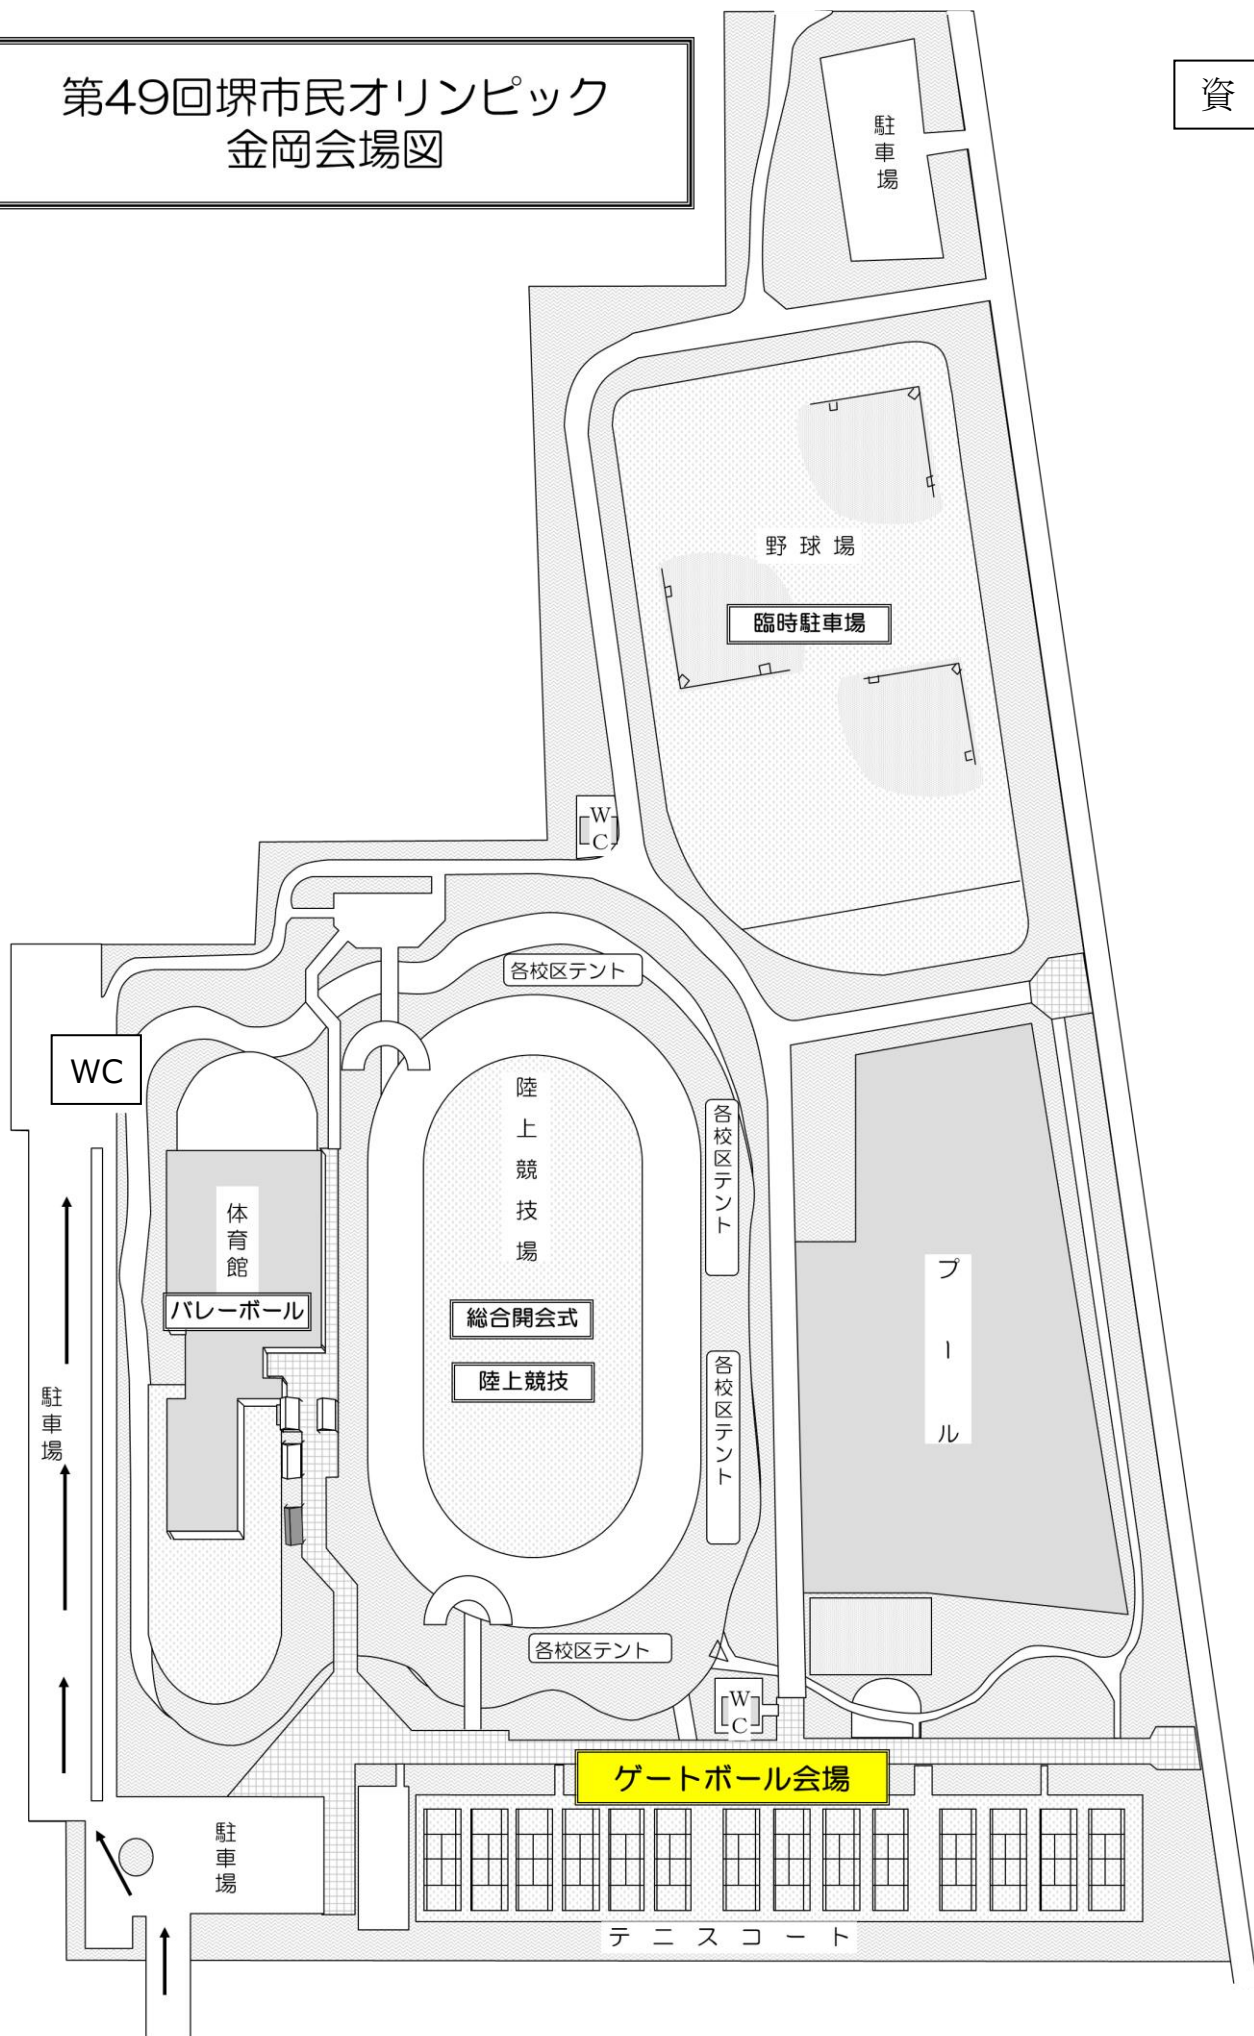 第49回堺市民オリンピック
金岡会場図
資
駐車場
野球場
臨時駐車場
WC
各校区テント
WC
陸上競技場
各校区テント
体育館
バレーボール
総合開会式
陸上競技
プール
各校区テント
駐車場
各校区テント
WC
ゲートボール会場
駐車場
テニスコート